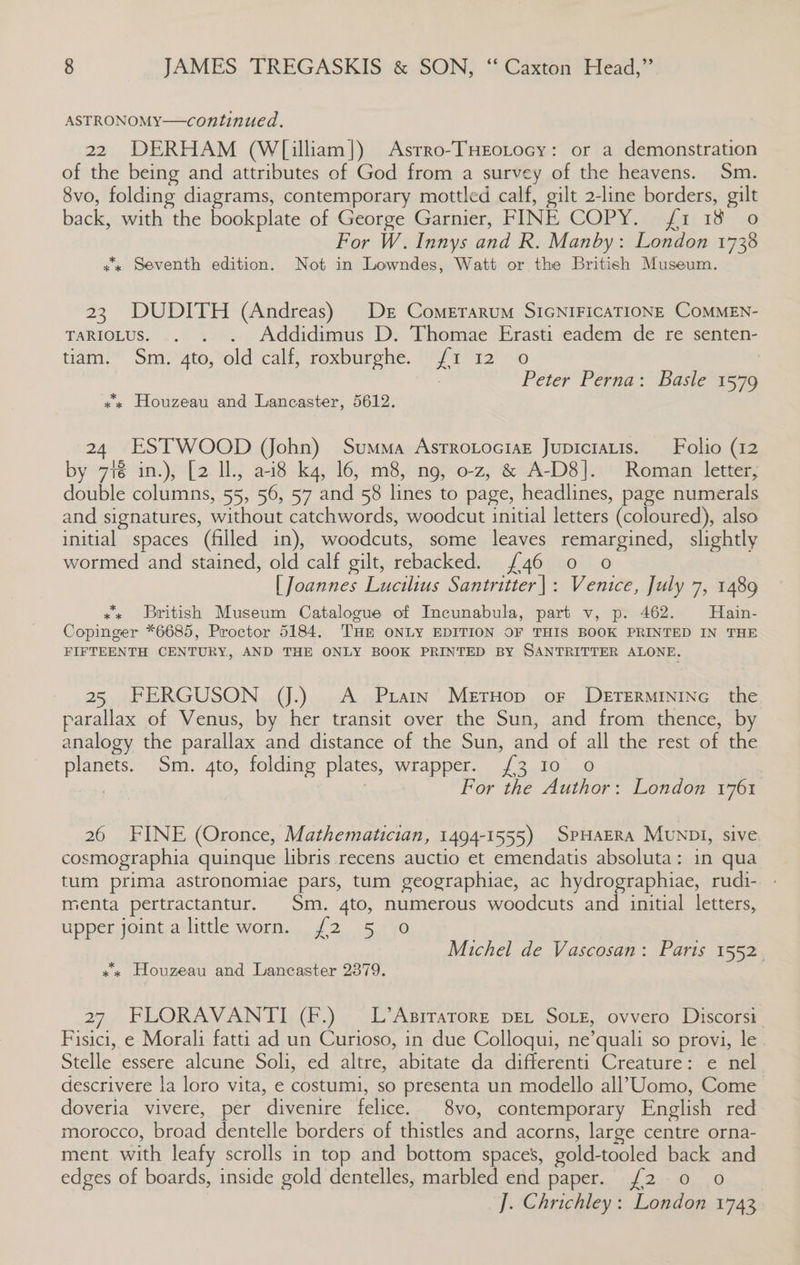 8 JAMES TREGASKIS & SON, “Caxton Head,”
ASTRONOMY—continued.
22 DERHAM (W[illiam]) Astro-Theology: or a demonstration
of the being and attributes of God from a survey of the heavens. Sm.
8vo, folding diagrams, contemporary mottled calf, gilt 2-line borders, gilt
back, with the bookplate of George Garnier, FINE COPY. £1 18 0
For W. Innys and R. Manby: London 1738
*** Seventh edition. Not in Lowndes, Watt or the British Museum.
23 DUDITH (Andreas) De Cometarum Significatione Commen-
tariolus. . . . Addidimus D. Thomae Erasti eadem de re senten-
tiam. Sm. 4to, old calf, roxburghe. £1 12 0
Peter Perna: Basle 1579
*** Houzeau and Lancaster, 5612.
24 ESTWOOD (John) Summa Astrologiae Judicialis. Folio (12
by 7 13/16 in.), [2 ll., a-i8 k4, l6, m8, n9, o-z, & A-D8]. Roman letter,
double columns, 55, 56, 57 and 58 lines to page, headlines, page numerals
and signatures, without catchwords, woodcut initial letters (coloured), also
initial spaces (filled in), woodcuts, some leaves remargined, slightly
wormed and stained, old calf gilt, rebacked. £46 0 0
[Joannes Lucilius Santritter]: Venice, July 7, 1489
*** British Museum Catalogue of Incunabula, part v, p. 462. Hain-
Copinger *6685, Proctor 5184. THE ONLY EDITION OF THIS BOOK PRINTED IN THE
FIFTEENTH CENTURY, AND THE ONLY BOOK PRINTED BY SANTRITTER ALONE.
25 FERGUSON (J.) A Plain Method of Determining the
parallax of Venus, by her transit over the Sun, and from thence, by
analogy the parallax and distance of the Sun, and of all the rest of the
planets. Sm. 4to, folding plates, wrapper. £3 10 0
For the Author: London 1761
26 FINE (Oronce, Mathematician, 1494-1555) Sphaera Mundi, sive
cosmographia quinque libris recens auctio et emendatis absoluta: in qua
tum prima astronomiae pars, tum geographiae, ac hydrographiae, rudi-
menta pertractantur. Sm. 4to, numerous woodcuts and initial letters,
upper joint a little worn. £2 5 0
Michel de Vascosan: Paris 1552
*** Houzeau and Lancaster 2379.
27 FLORAVANTI (F.) L’Abitatore del Sole, ovvero Discorsi
Fisici, e Morali fatti ad un Curioso, in due Colloqui, ne’quali so provi, le
Stelle essere alcune Soli, ed altre, abitate da differenti Creature: e nel
descrivere la loro vita, e costumi, so presenta un modello all’Uomo, Come
doveria vivere, per divenire felice. 8vo, contemporary English red
morocco, broad dentelle borders of thistles and acorns, large centre orna-
ment with leafy scrolls in top and bottom spaces, gold-tooled back and
edges of boards, inside gold dentelles, marbled end paper. £2 0 0
J. Chrichley: London 1743